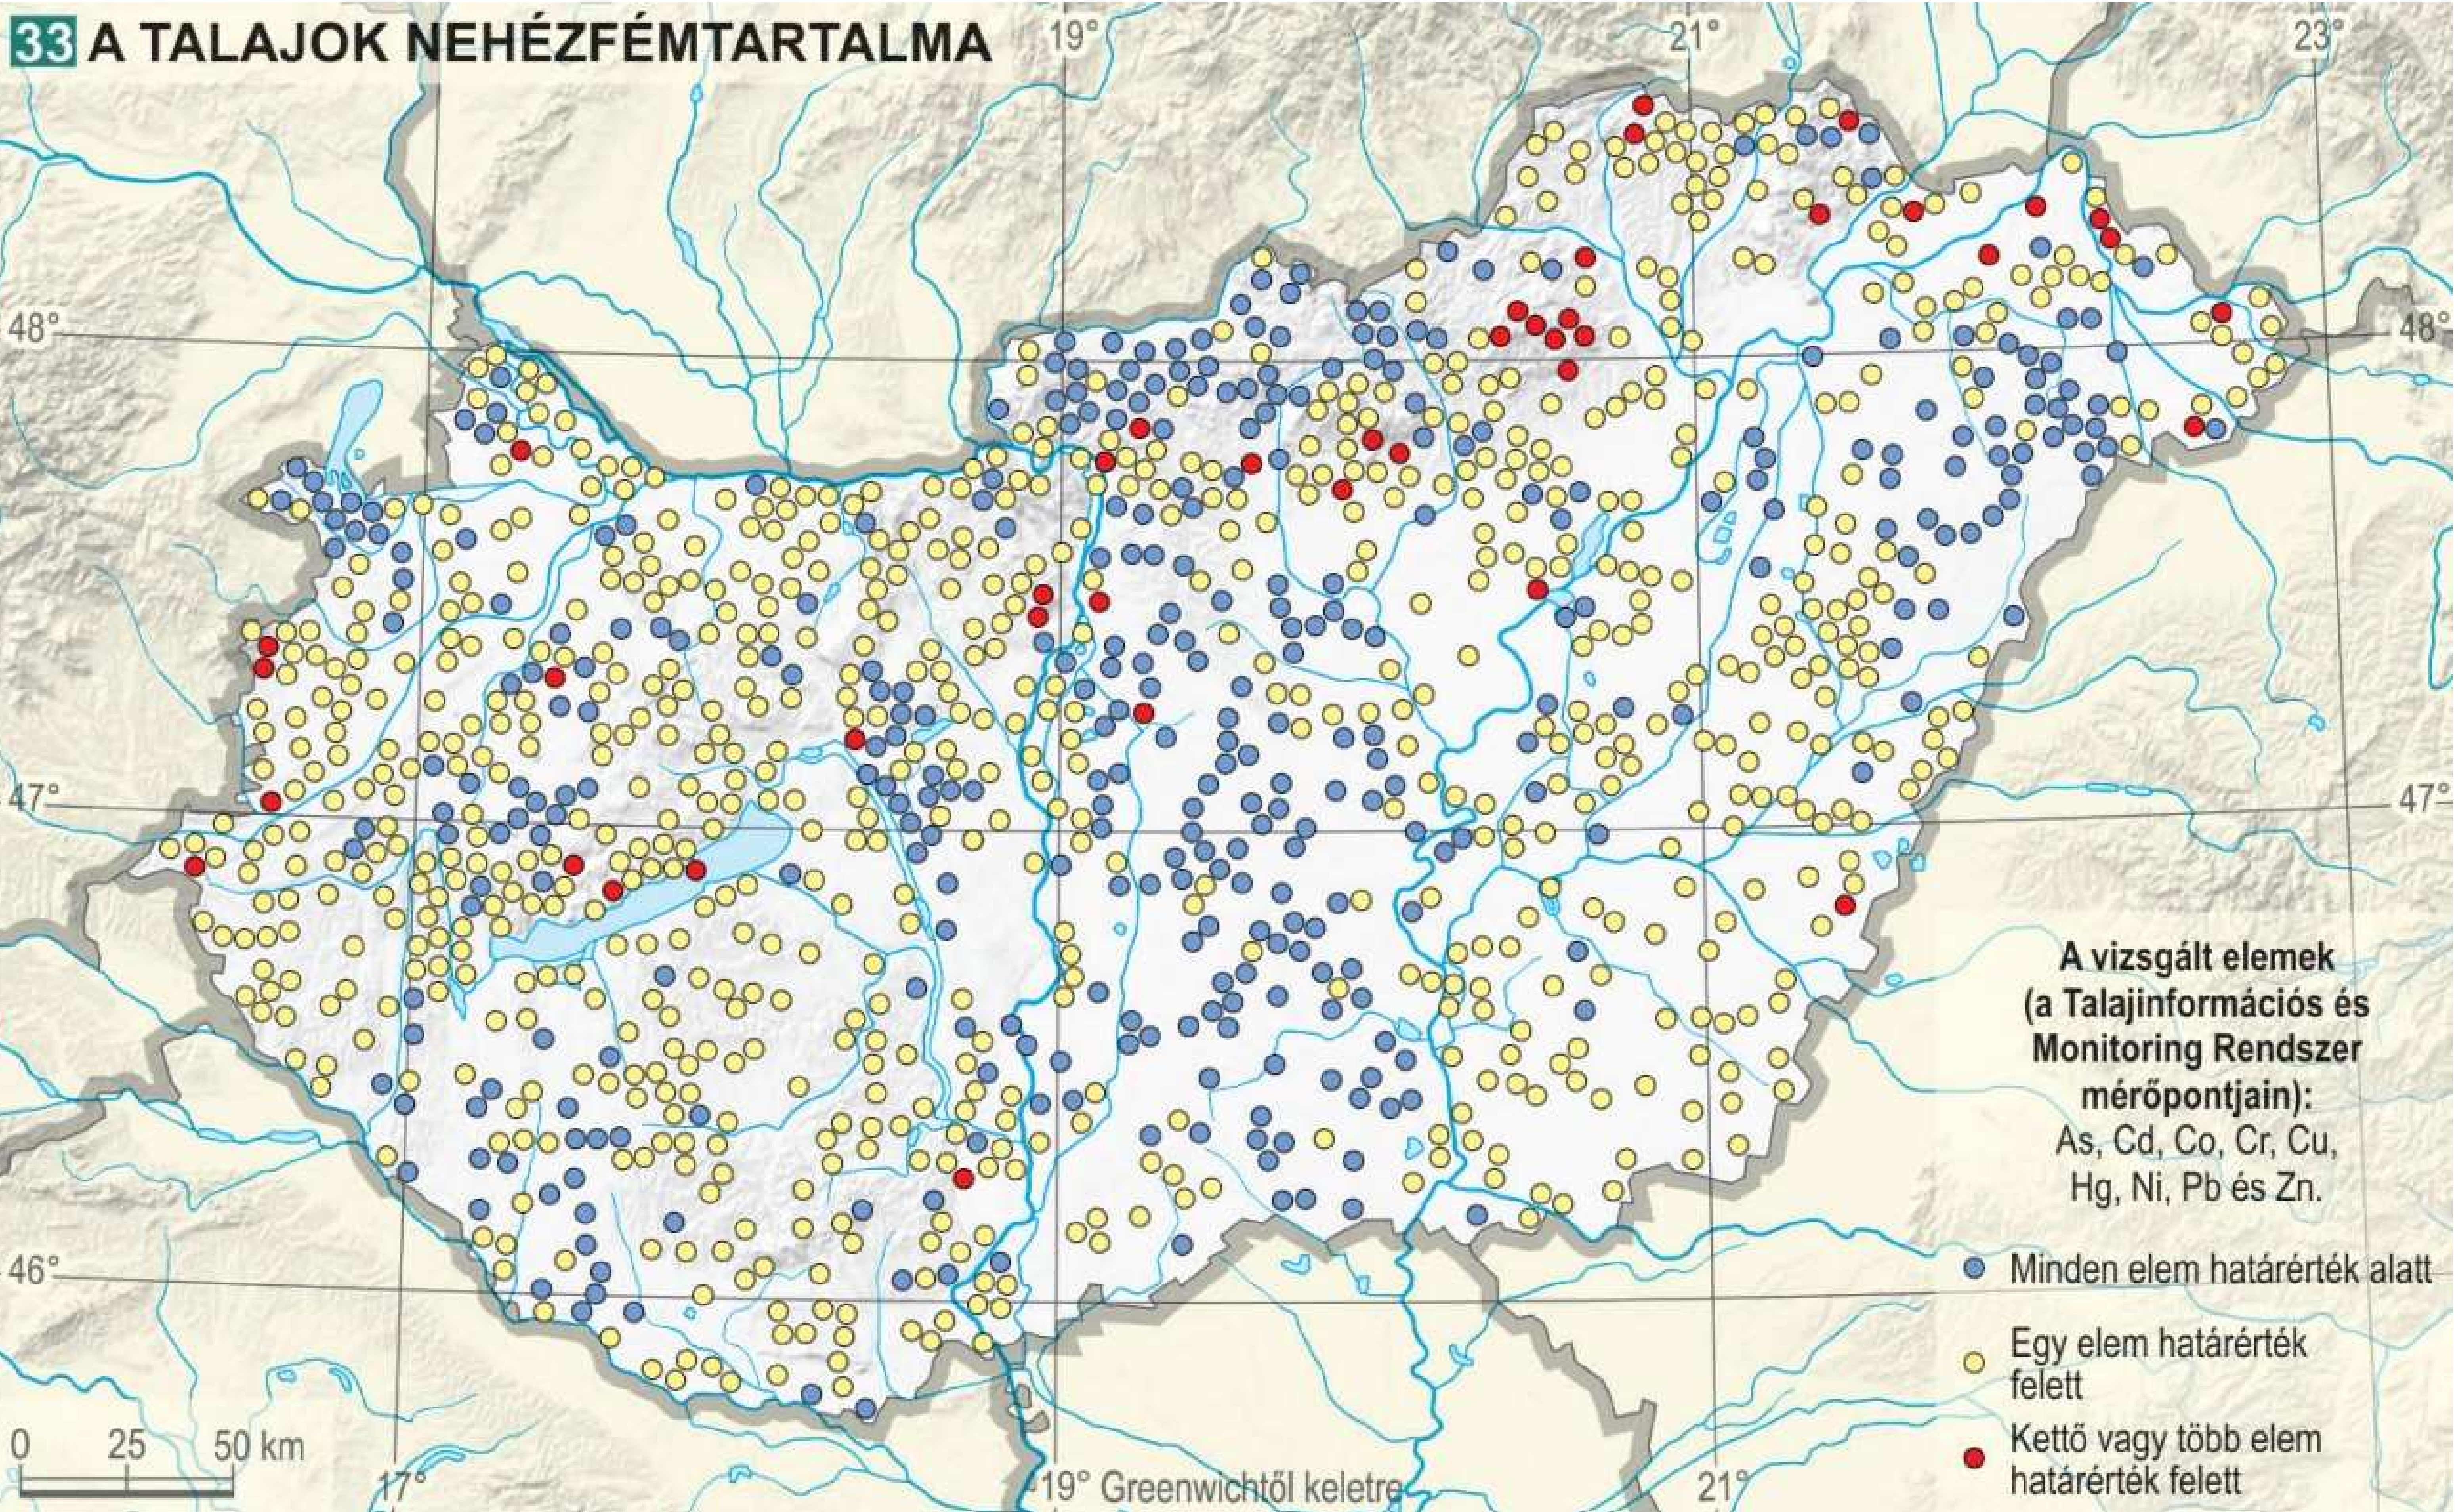 33 A TALAJOK NEHÉZFÉMTARTALMA
19°
21°
23°
48°
48°
47°
47°
A vizsgált elemek
(a Talajinformációs és
Monitoring Rendszer
mérőpontjain):
As, Cd, Co, Cr, Cu,
Hg, Ni, Pb és Zn.
46°
Minden elem határérték alatt
Egy elem határérték
felett
Kettő vagy több elem
határérték felett
0 25 50 km
17°
19° Greenwichtől keletre
21°